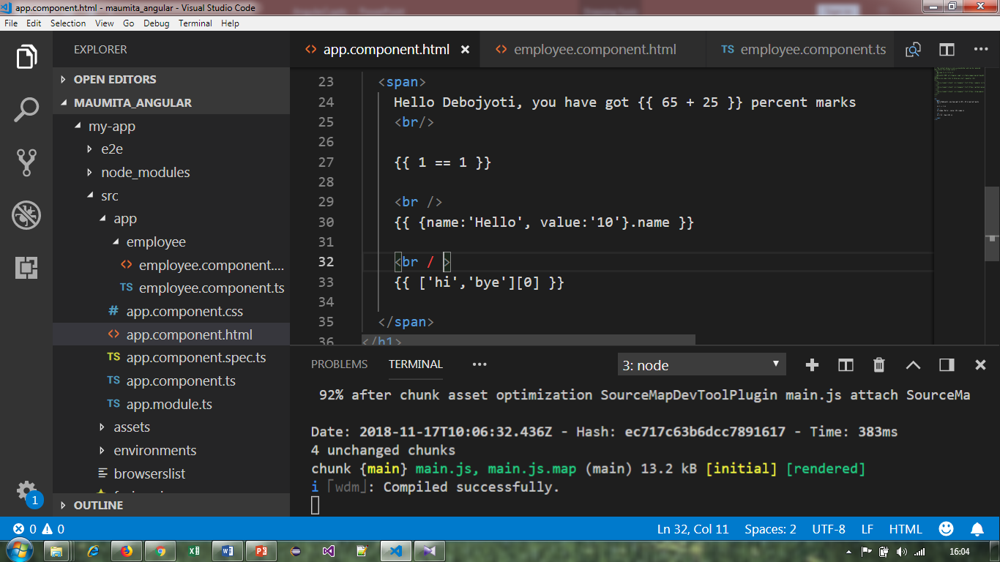 app.component.html - maumita_angular - Visual Studio Code
File Edit Selection View Go Debug Terminal Help
EXPLORER
OPEN EDITORS
MAUMITA_ANGULAR
my-app
e2e
node_modules
src
app
employee
employee.component....
TS employee.component.ts
# app.component.css
<> app.component.html
TS app.component.spec.ts
TS app.component.ts
TS app.module.ts
assets
environments
browserslist
OUTLINE
1
<> app.component.html × <> employee.component.html TS employee.component.ts ...
23 <span>
24 Hello Debojyoti, you have got {{ 65 + 25 }} percent marks
25 <br/>
26
27 {{ 1 == 1 }}
28
29 <br />
30 {{ {name:'Hello', value:'10'}.name }}
31
32 <br / >
33 {{ ['hi','bye'][0] }}
34
35 </span>
36 </h1>
PROBLEMS TERMINAL ... 3: node
92% after chunk asset optimization SourceMapDevToolPlugin main.js attach SourceMa
Date: 2018-11-17T10:06:32.436Z - Hash: ec717c63b6dcc7891617 - Time: 383ms
4 unchanged chunks
chunk {main} main.js, main.js.map (main) 13.2 kB [initial] [rendered]
i ｢wdm｣: Compiled successfully.
0 0 Ln 32, Col 11 Spaces: 2 UTF-8 LF HTML
16:04